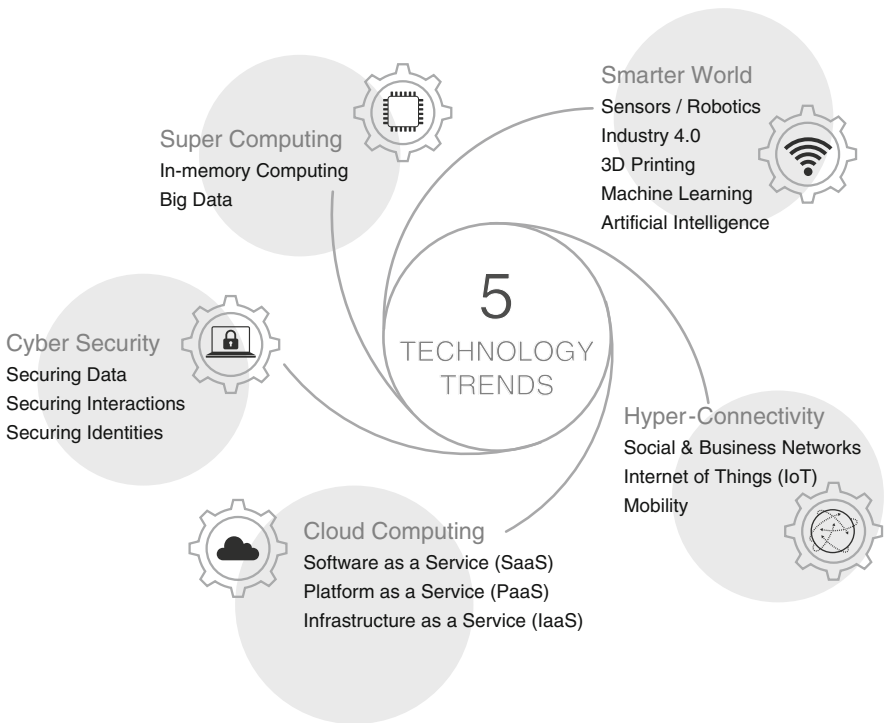 Smarter World
Sensors / Robotics
Industry 4.0
3D Printing
Machine Learning
Artificial Intelligence
Super Computing
In-memory Computing
Big Data
5
TECHNOLOGY
TRENDS
Cyber Security
Securing Data
Securing Interactions
Securing Identities
Hyper-Connectivity
Social & Business Networks
Internet of Things (IoT)
Mobility
Cloud Computing
Software as a Service (SaaS)
Platform as a Service (PaaS)
Infrastructure as a Service (IaaS)